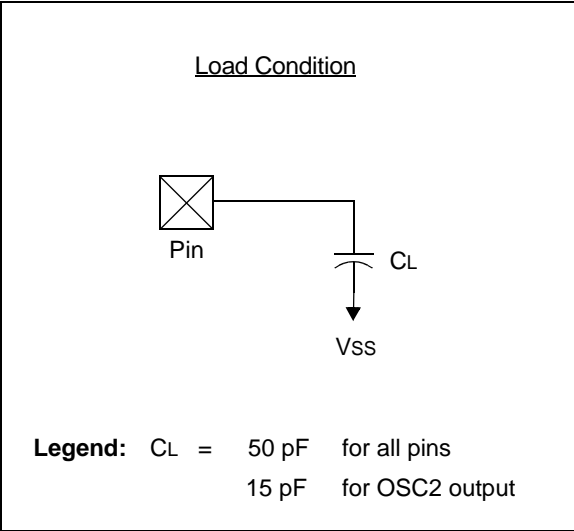 Load Condition
Pin
CL
VSS
Legend: CL = 50 pF for all pins
15 pF for OSC2 output